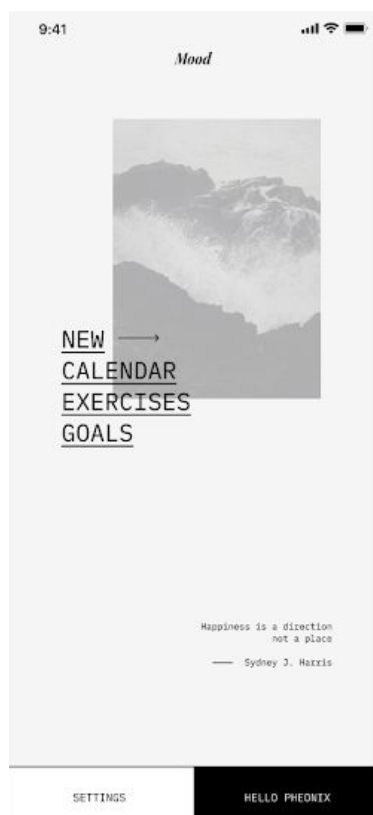 9:41
Mood
NEW
CALENDAR
EXERCISES
GOALS
Happiness is a direction
not a place
Sydney J. Harris
SETTINGS
HELLO PHEONIX